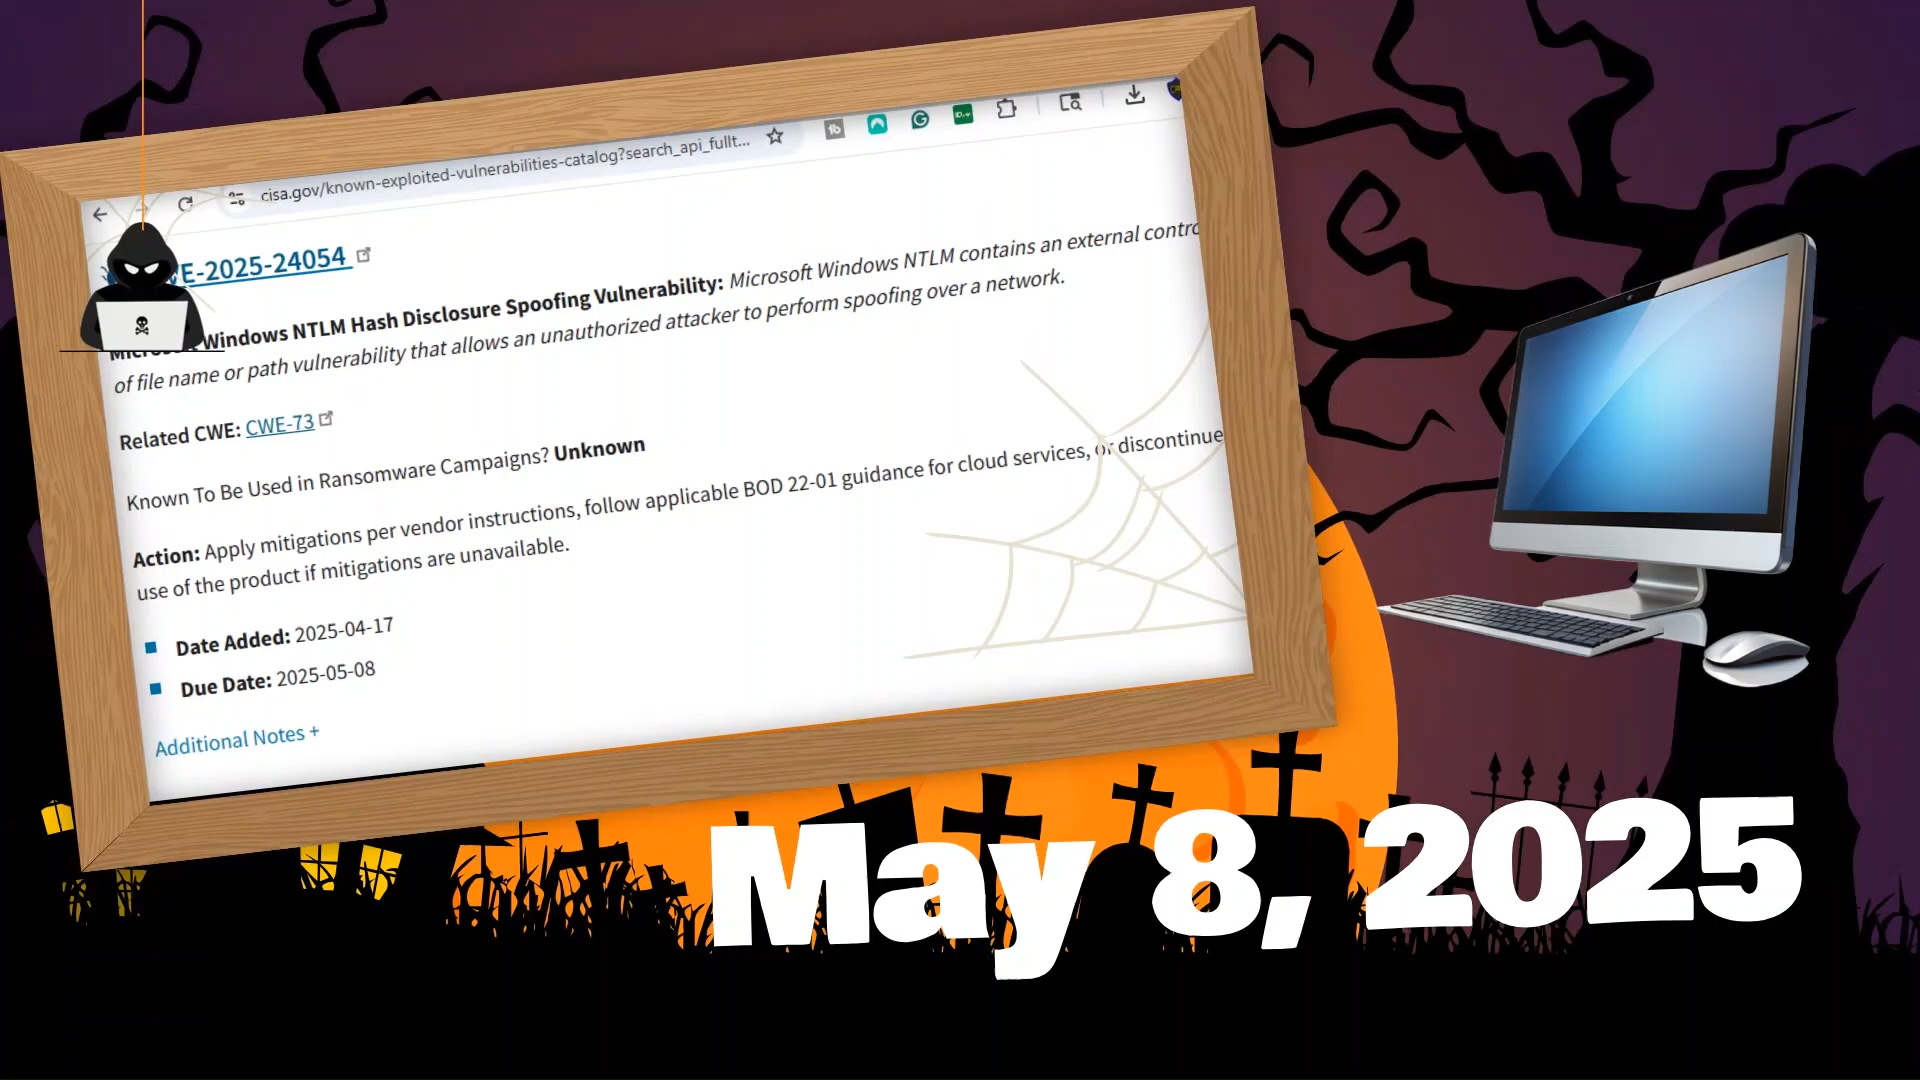 cisa.gov/known-exploited-vulnerabilities-catalog?search_api_fullt...
VE-2025-24054
Microsoft Windows NTLM Hash Disclosure Spoofing Vulnerability: Microsoft Windows NTLM contains an external contro
of file name or path vulnerability that allows an unauthorized attacker to perform spoofing over a network.
Related CWE: CWE-73
Known To Be Used in Ransomware Campaigns? Unknown
Action: Apply mitigations per vendor instructions, follow applicable BOD 22-01 guidance for cloud services, or discontinue
use of the product if mitigations are unavailable.
Date Added: 2025-04-17
Due Date: 2025-05-08
Additional Notes +
May 8, 2025